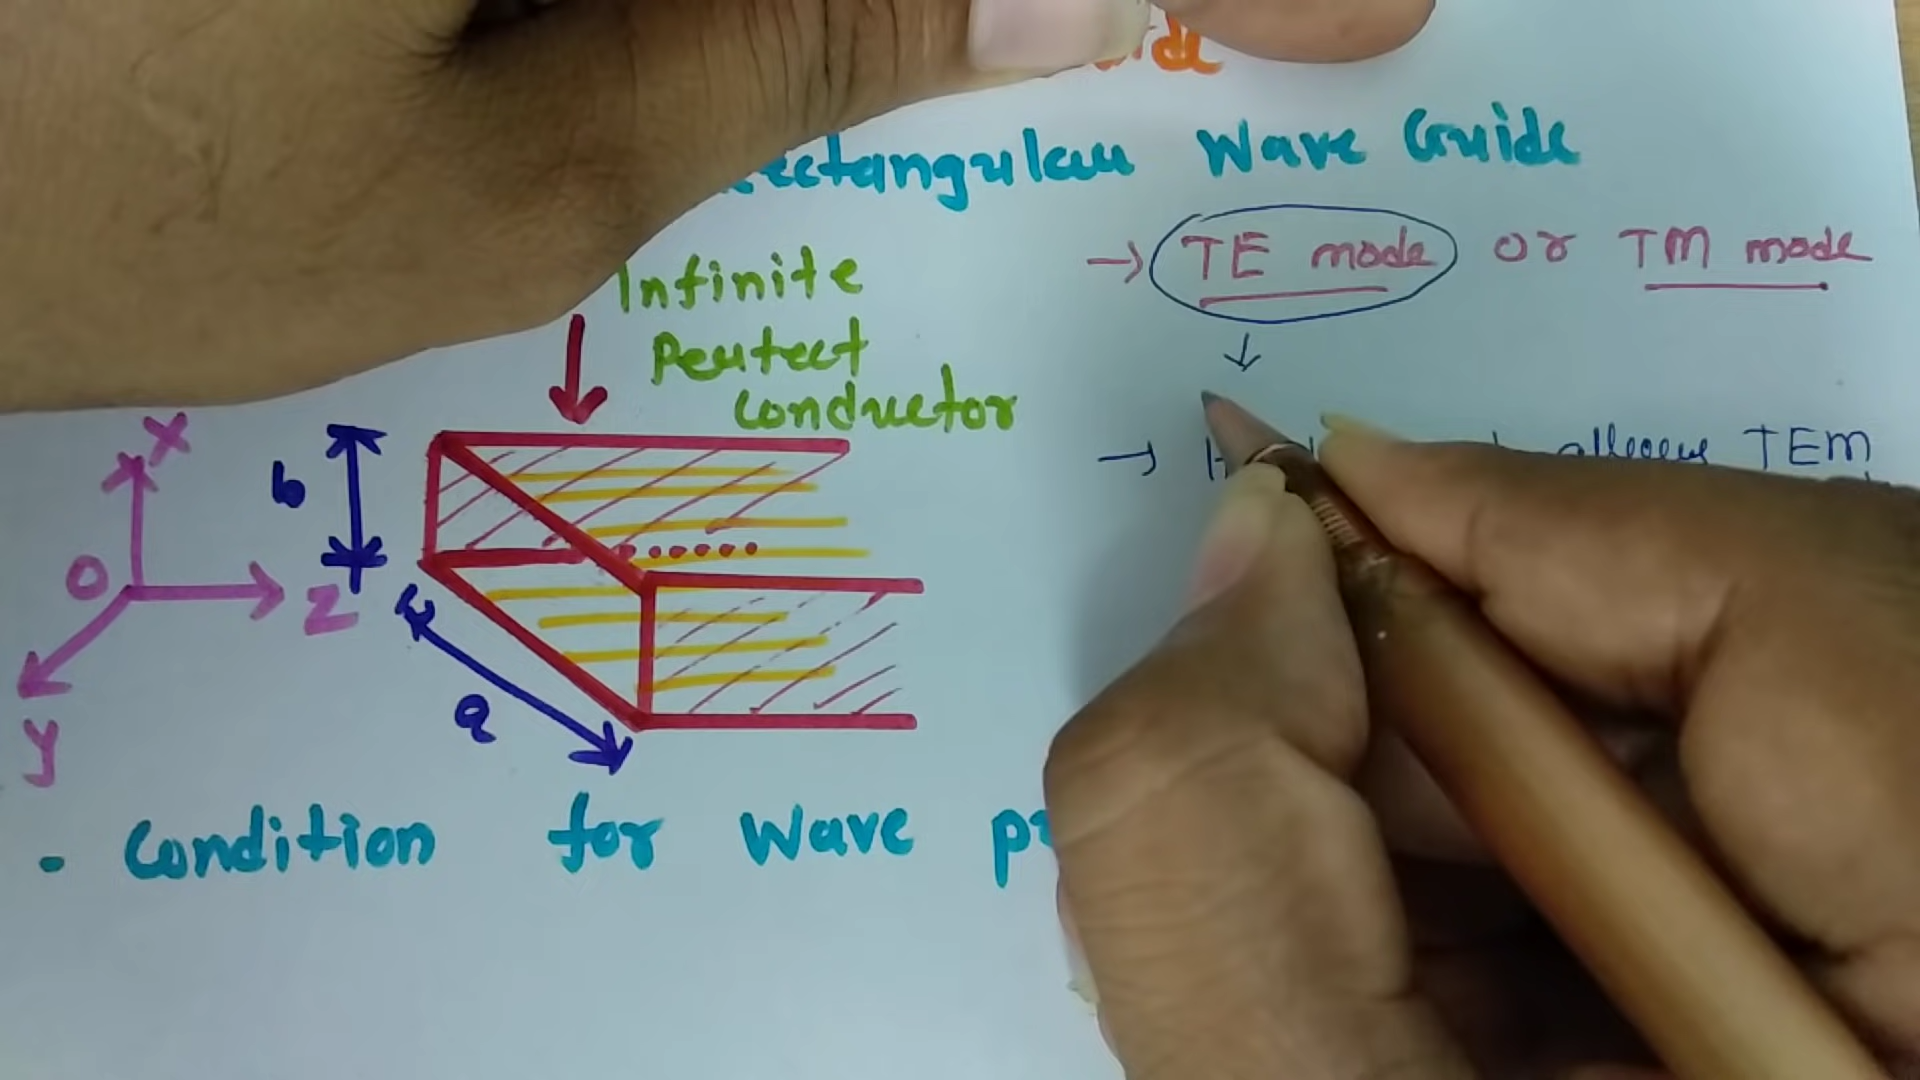 Wave Guide
→ TE mode or TM mode
Infinite
Perfect
conductor
X
b
TEM
O
Z
a
Y
. Condition for Wave